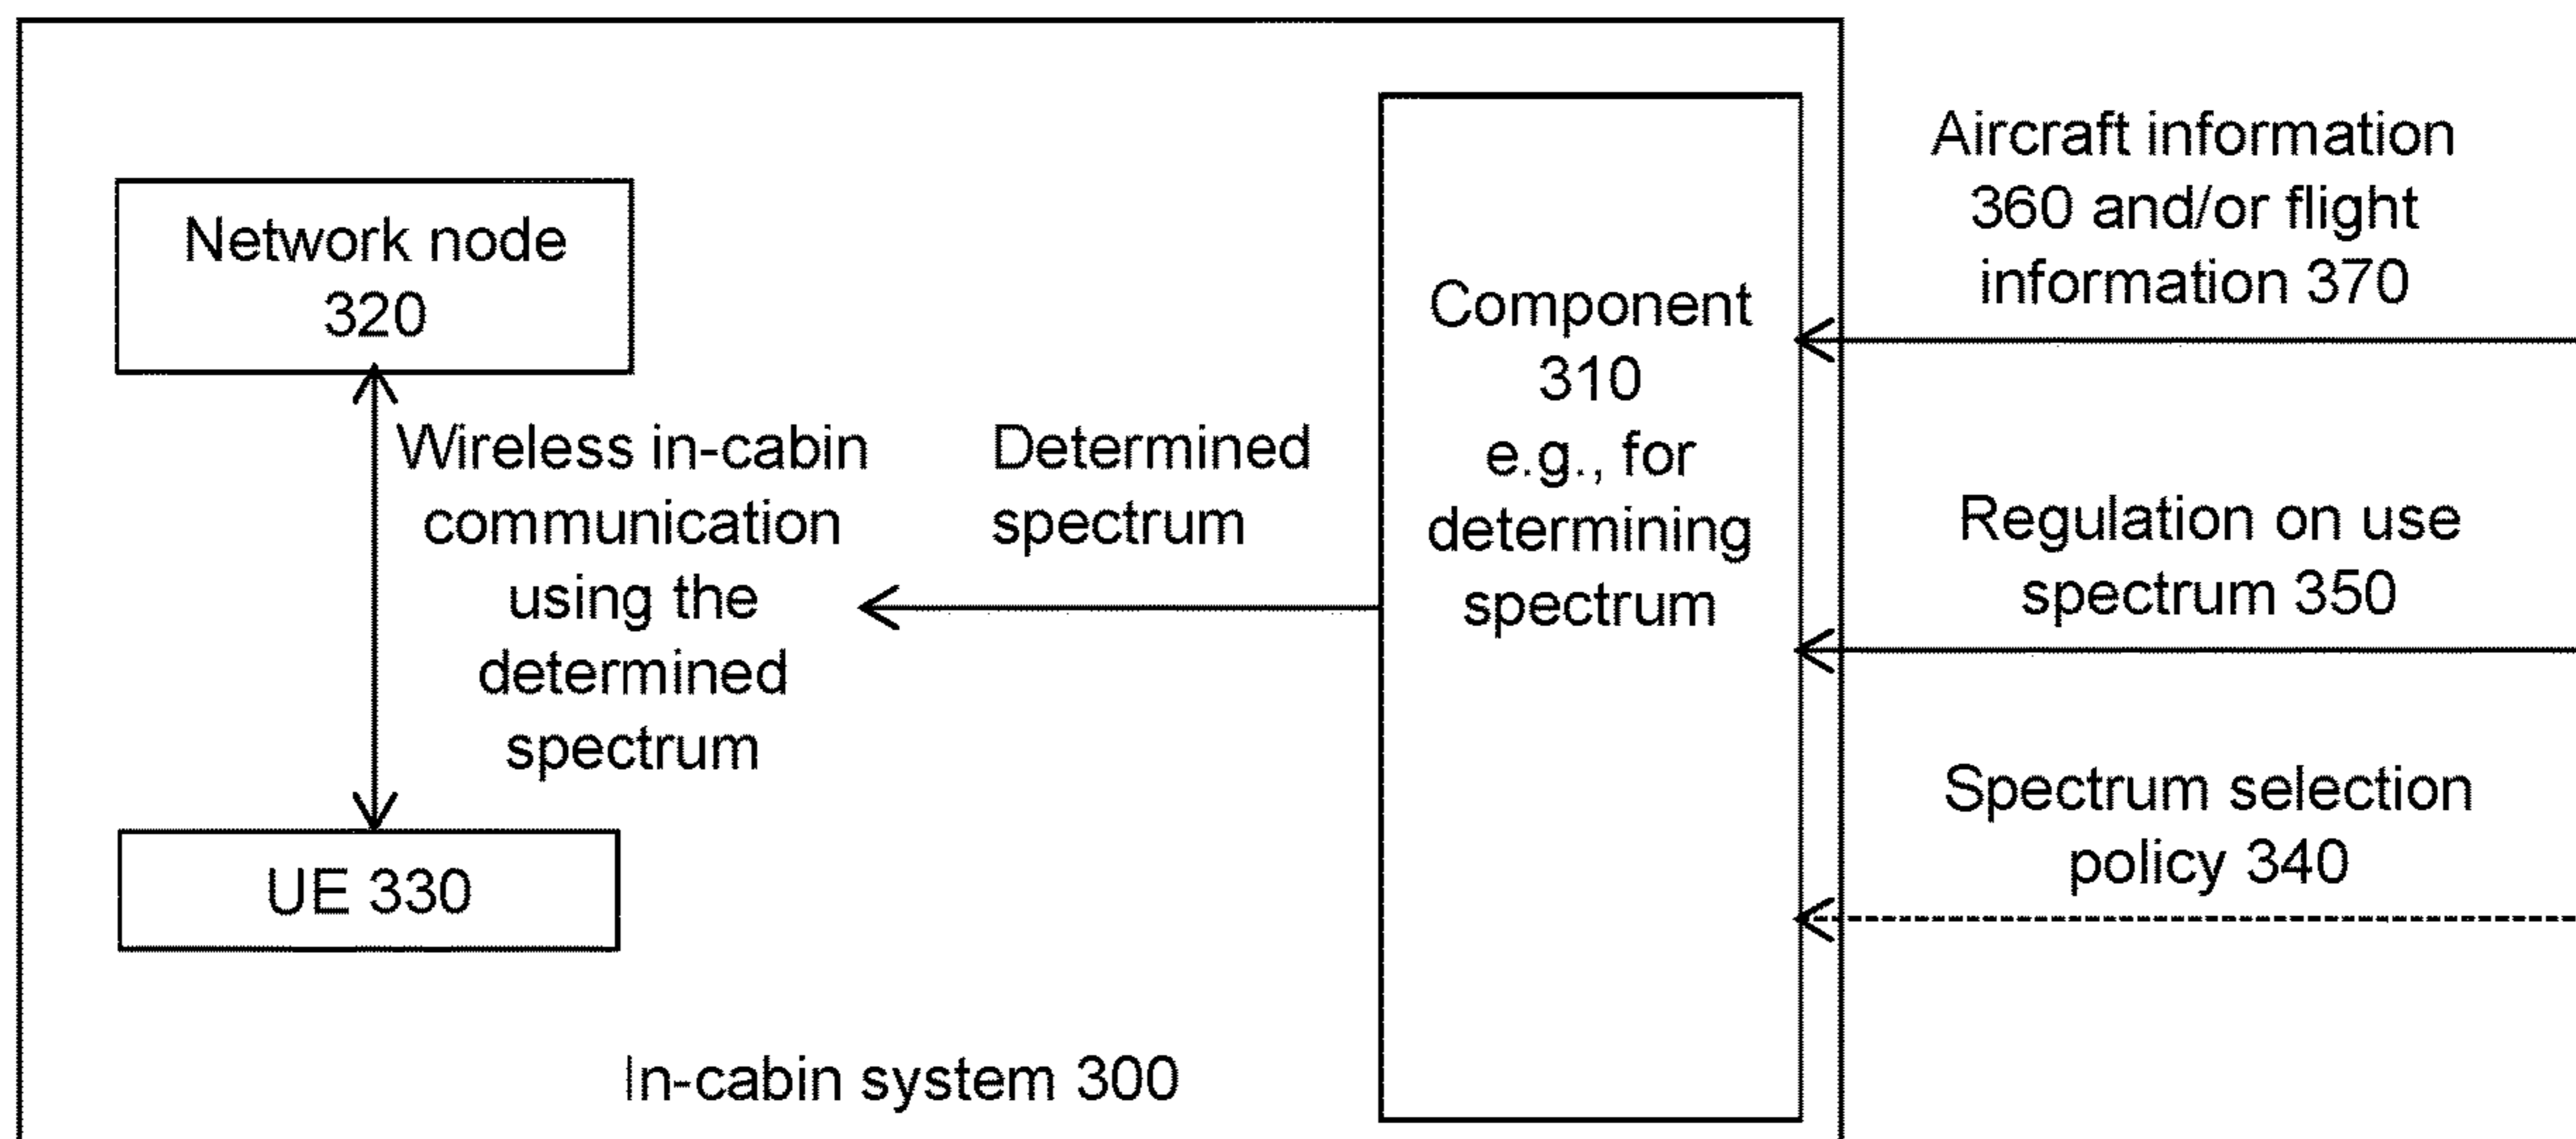 Network node
320
Wireless in-cabin
communication
using the
determined
spectrum
UE 330
Determined
spectrum
Component
310
e.g., for
determining
spectrum
Aircraft information
360 and/or flight
information 370
Regulation on use
spectrum 350
Spectrum selection
policy 340
In-cabin system 300